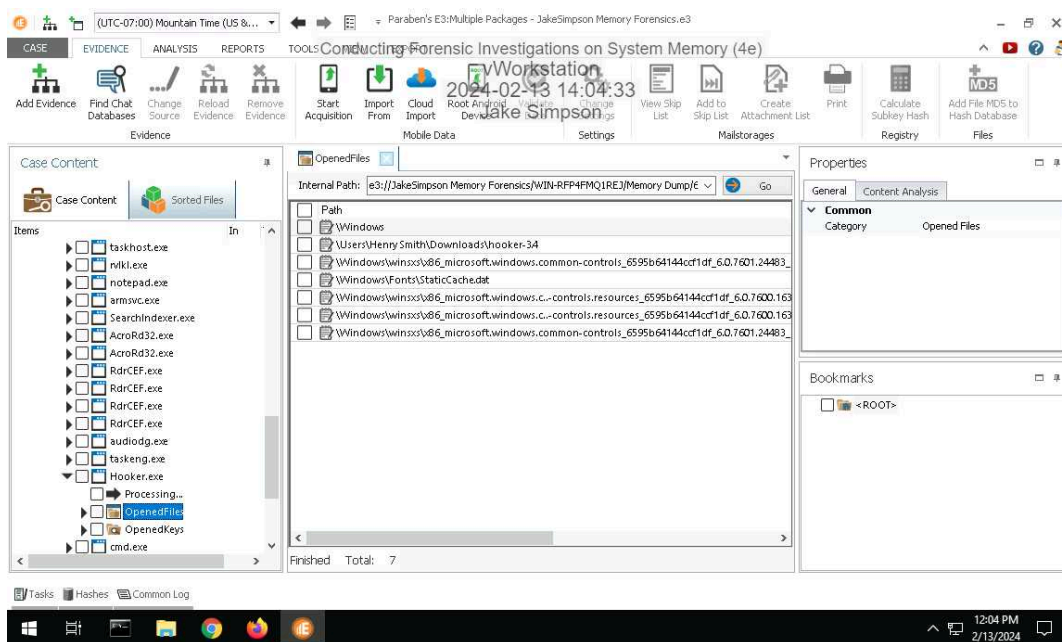 (UTC-07:00) Mountain Time (US &...
Paraben's E3:Multiple Packages - JakeSimpson Memory Forensics.e3
CASE EVIDENCE ANALYSIS REPORTS TOOLS
Conducting Forensic Investigations on System Memory (4e)
vWorkstation
2024-02-13 14:04:33
Jake Simpson
Add Evidence
Find Chat Databases
Change Source
Reload Evidence
Remove Evidence
Start Acquisition
Import From
Cloud Import
Root Android Device
Change Settings
View Skip List
Add to Skip List
Create Attachment List
Print
Calculate Subkey Hash
MD5
Add File MD5 to Hash Database
Evidence
Mobile Data
Settings
Mailstorages
Registry
Files
Case Content
Case Content
Sorted Files
Items In
taskhost.exe
rvlkl.exe
notepad.exe
armsvc.exe
SearchIndexer.exe
AcroRd32.exe
AcroRd32.exe
RdrCEF.exe
RdrCEF.exe
RdrCEF.exe
RdrCEF.exe
audiodg.exe
taskeng.exe
Hooker.exe
Processing...
OpenedFiles
OpenedKeys
cmd.exe
OpenedFiles
Internal Path: e3://JakeSimpson Memory Forensics/WIN-RFP4FMQ1REJ/Memory Dump/
Go
Path
\Windows
\Users\Henry Smith\Downloads\hooker-3.4
\Windows\winsxs\x86_microsoft.windows.common-controls_6595b64144ccf1df_6.0.7601.24483_
\Windows\Fonts\StaticCache.dat
\Windows\winsxs\x86_microsoft.windows.c..-controls.resources_6595b64144ccf1df_6.0.7600.163
\Windows\winsxs\x86_microsoft.windows.c..-controls.resources_6595b64144ccf1df_6.0.7600.163
\Windows\winsxs\x86_microsoft.windows.common-controls_6595b64144ccf1df_6.0.7601.24483_
Finished Total: 7
Properties
General Content Analysis
Common
Category Opened Files
Bookmarks
<ROOT>
Tasks Hashes Common Log
12:04 PM
2/13/2024